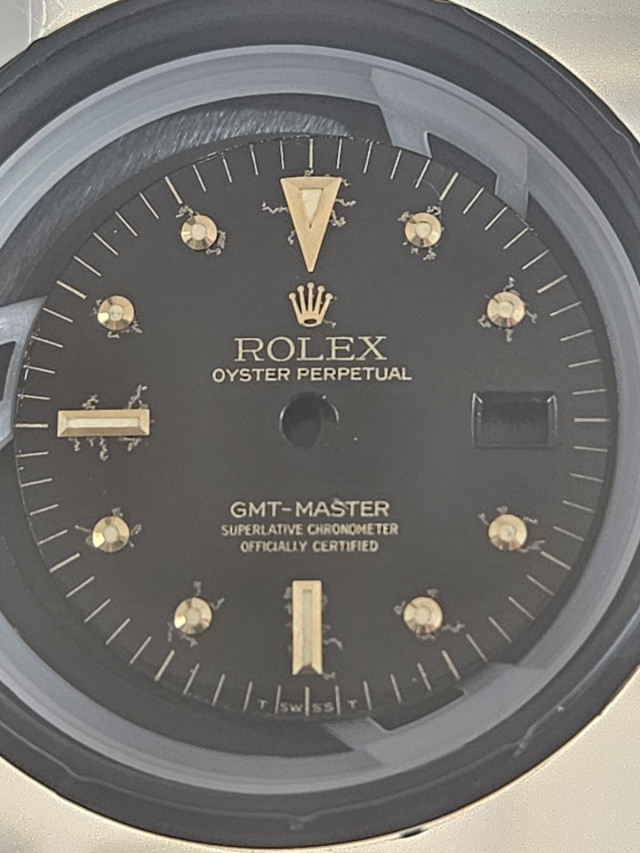 ROLEX
OYSTER PERPETUAL
GMT-MASTER
SUPERLATIVE CHRONOMETER
OFFICIALLY CERTIFIED
T SWISS T